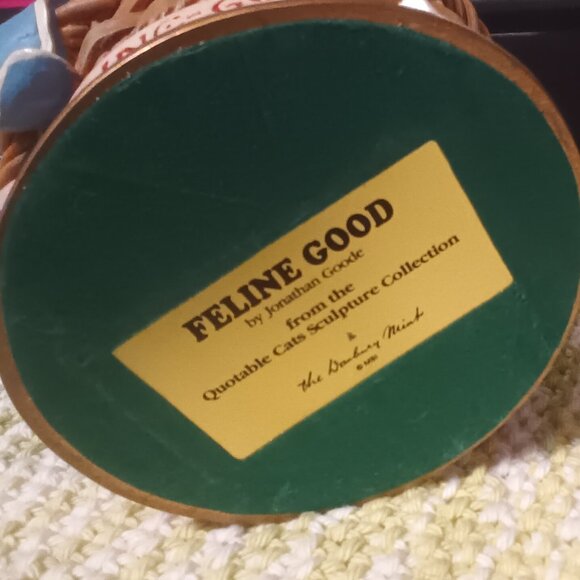 FELINE GOOD
by Jonathan Goode
from the
Quotable Cats Sculpture Collection
&
The Danbury Mint